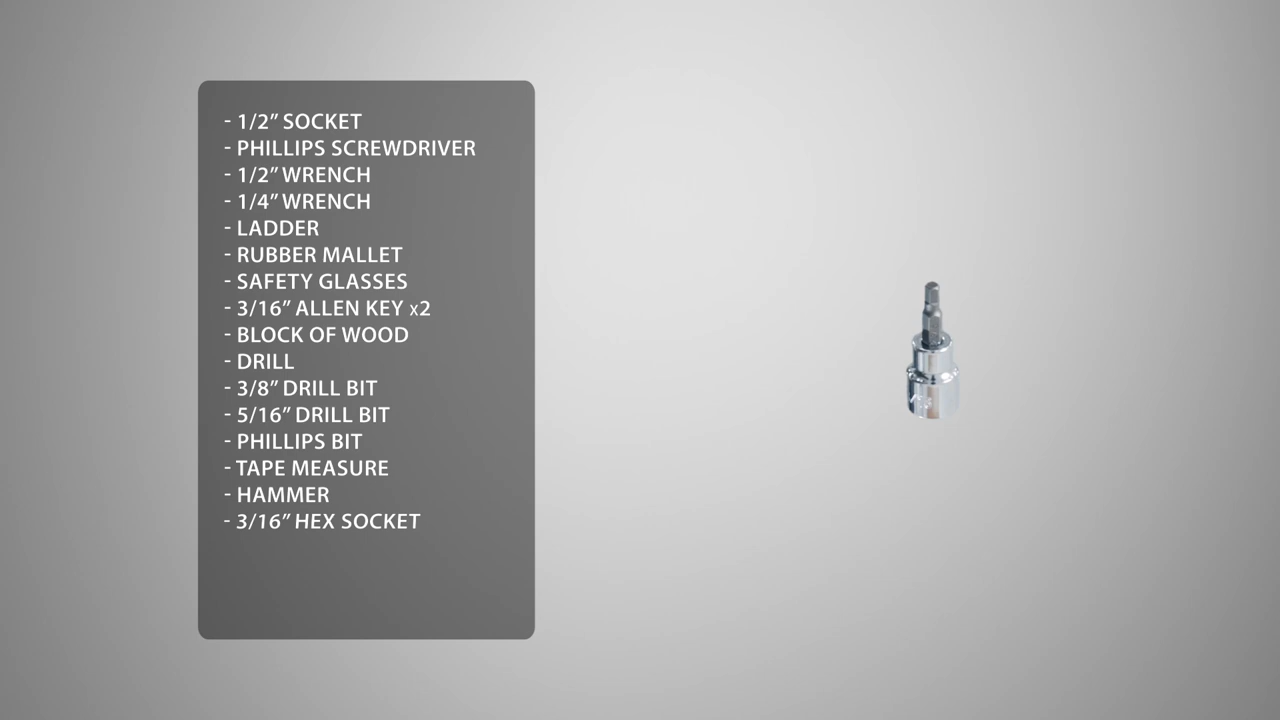 - 1/2” SOCKET
- PHILLIPS SCREWDRIVER
- 1/2” WRENCH
- 1/4” WRENCH
- LADDER
- RUBBER MALLET
- SAFETY GLASSES
- 3/16” ALLEN KEY x2
- BLOCK OF WOOD
- DRILL
- 3/8” DRILL BIT
- 5/16” DRILL BIT
- PHILLIPS BIT
- TAPE MEASURE
- HAMMER
- 3/16” HEX SOCKET